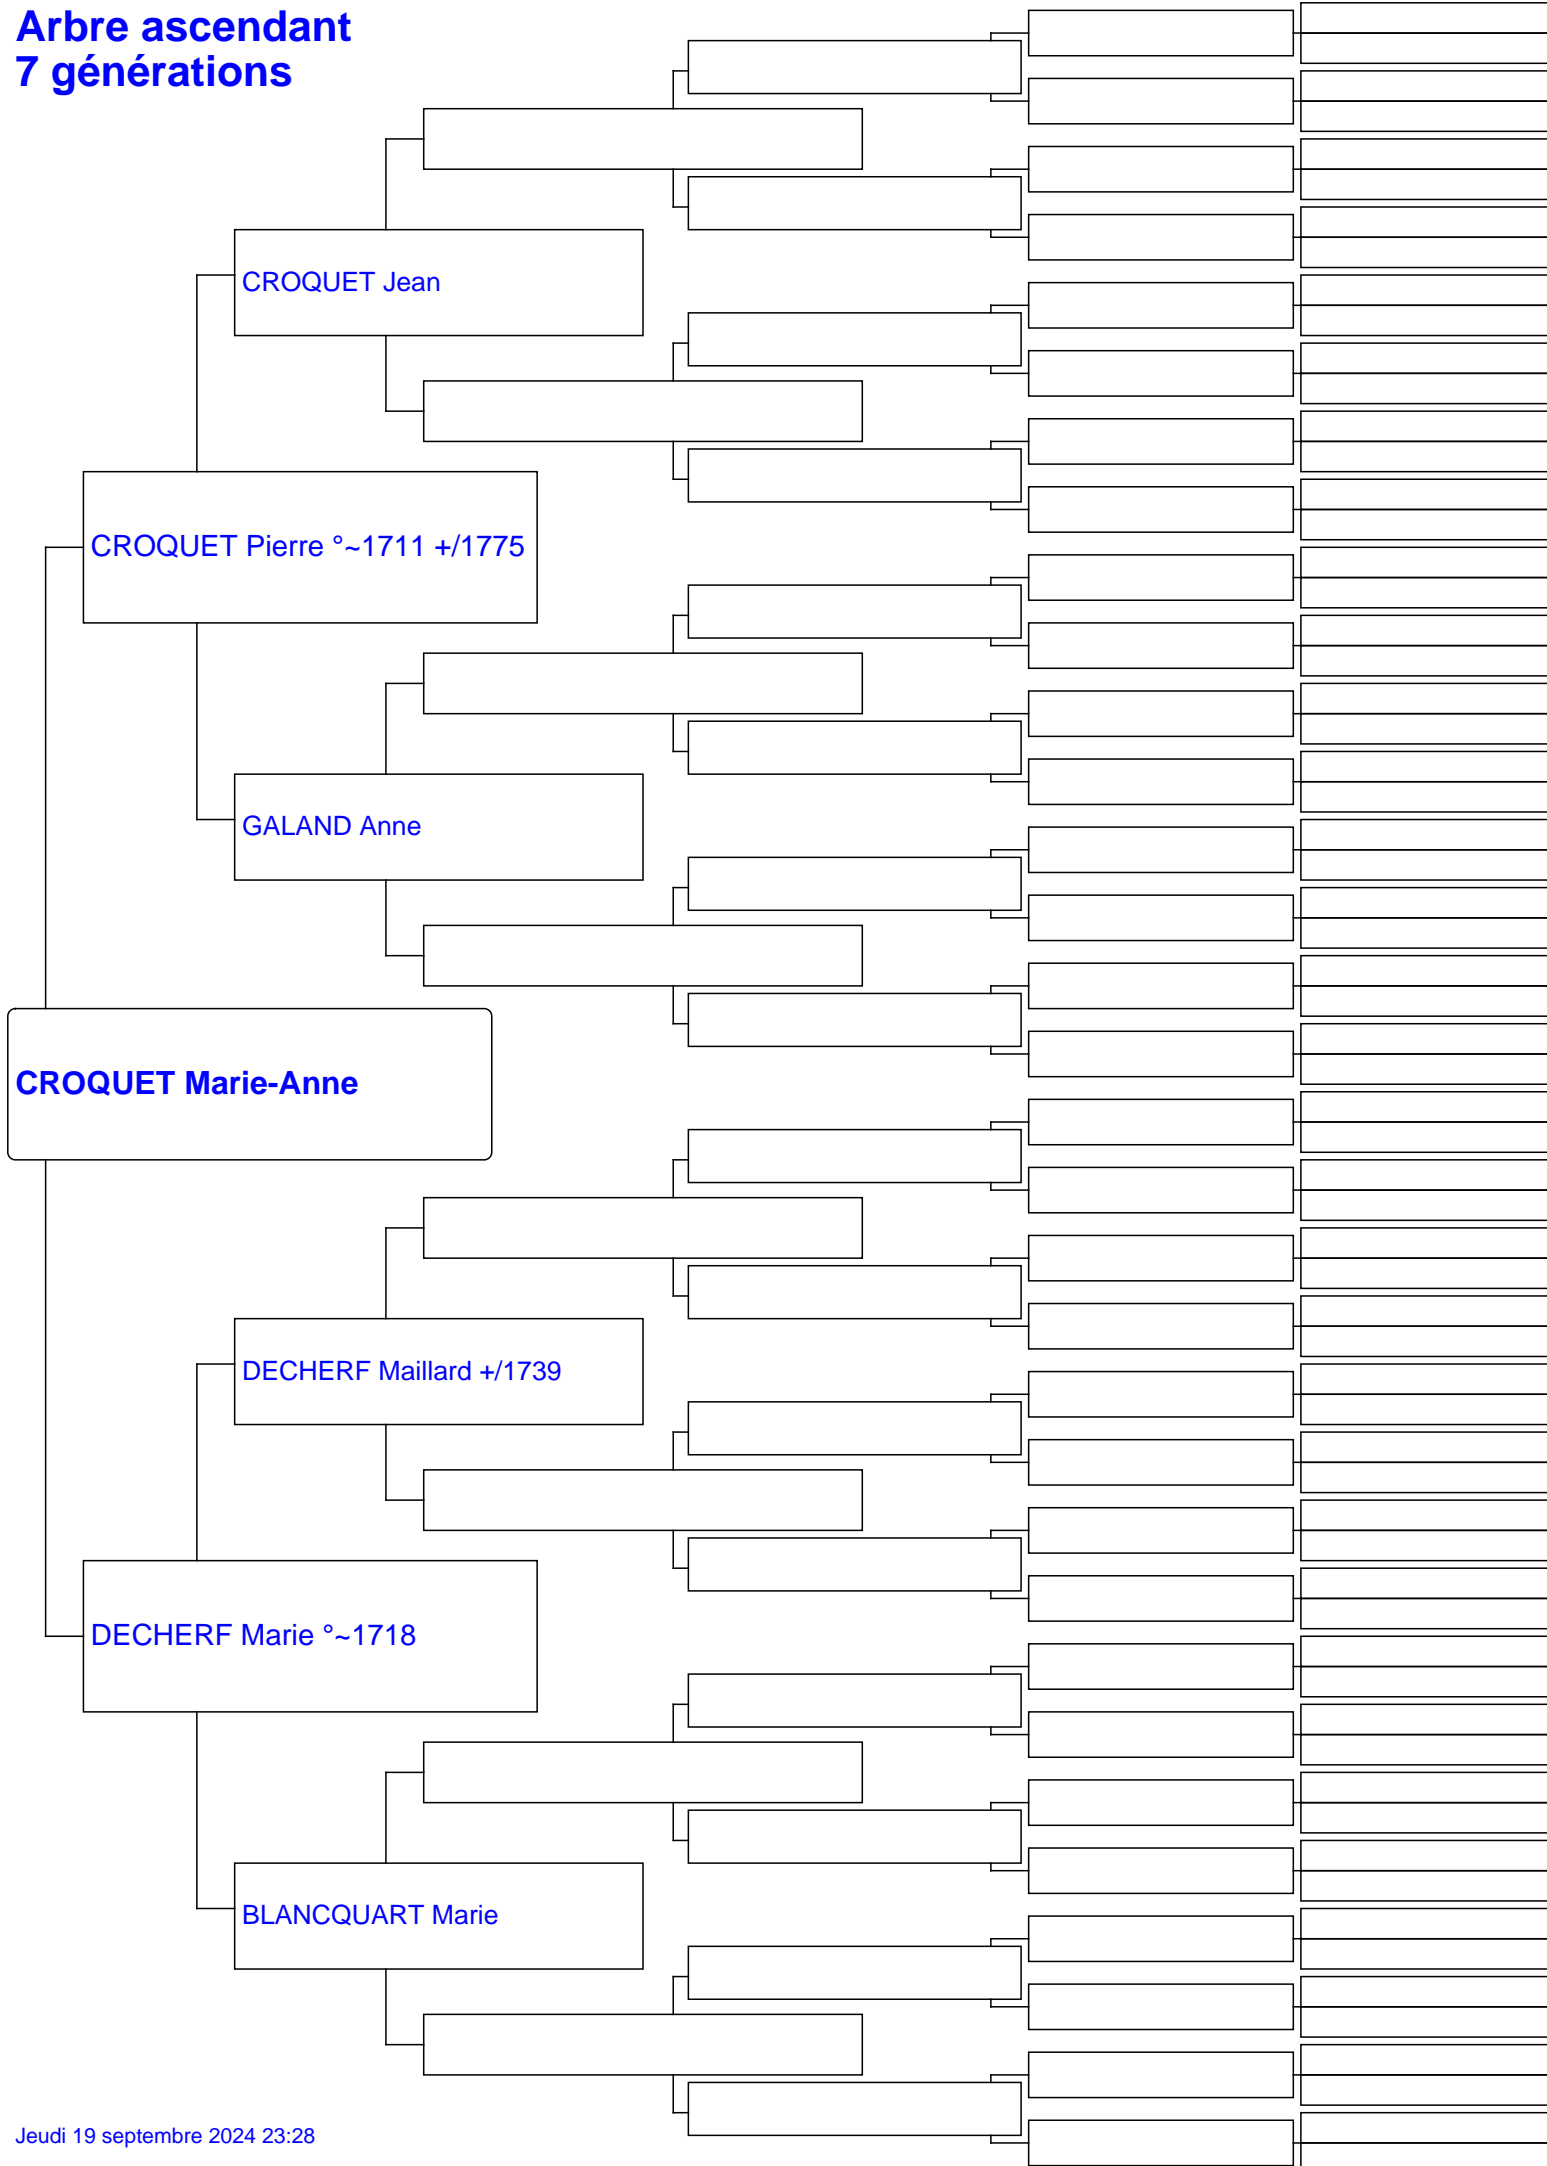 Arbre ascendant
7 générations
CROQUET Jean
CROQUET Pierre °~1711 +/1775
GALAND Anne
CROQUET Marie-Anne
DECHERF Maillard +/1739
DECHERF Marie °~1718
BLANCQUART Marie
Jeudi 19 septembre 2024 23:28